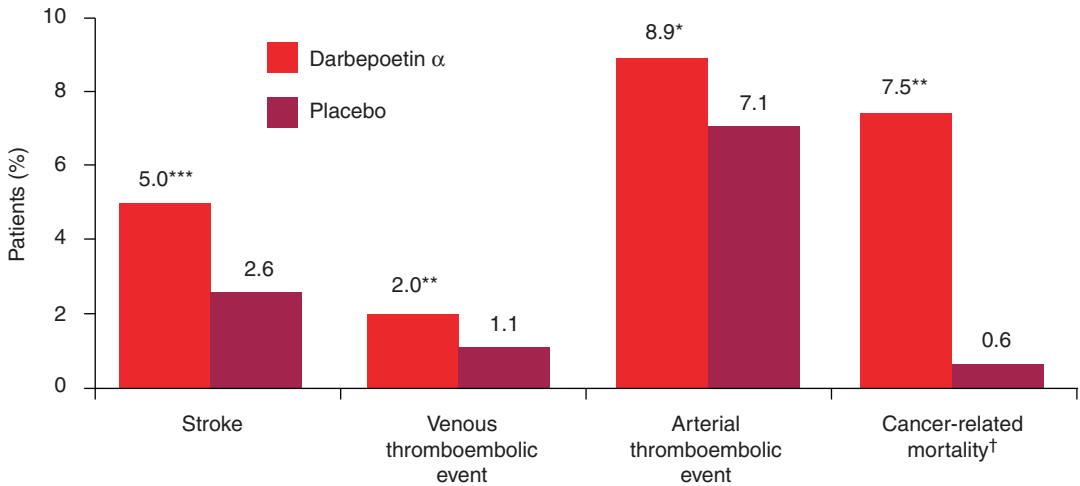 10
8
6
4
2
0
Patients (%)
Darbepoetin α
Placebo
5.0***
2.6
2.0**
1.1
8.9*
7.1
7.5**
0.6
Stroke
Venous
thromboembolic
event
Arterial
thromboembolic
event
Cancer-related
mortality†